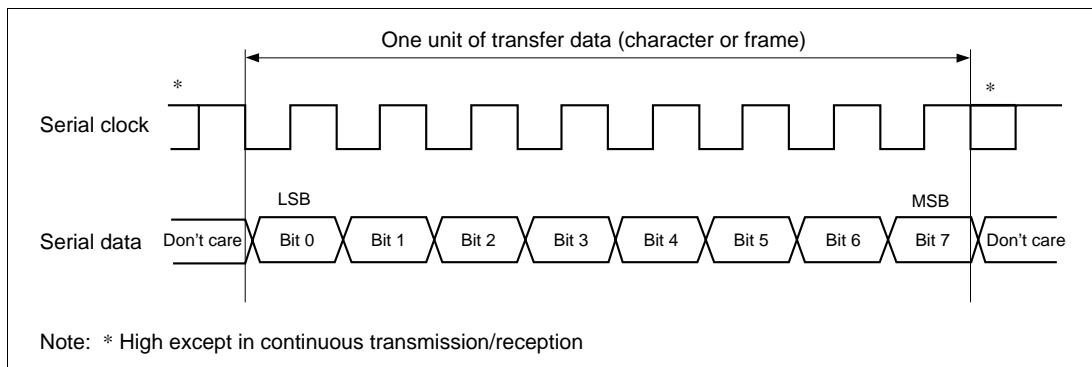 One unit of transfer data (character or frame)
* *
Serial clock
LSB MSB
Serial data Don't care Bit 0 Bit 1 Bit 2 Bit 3 Bit 4 Bit 5 Bit 6 Bit 7 Don't care
Note: * High except in continuous transmission/reception